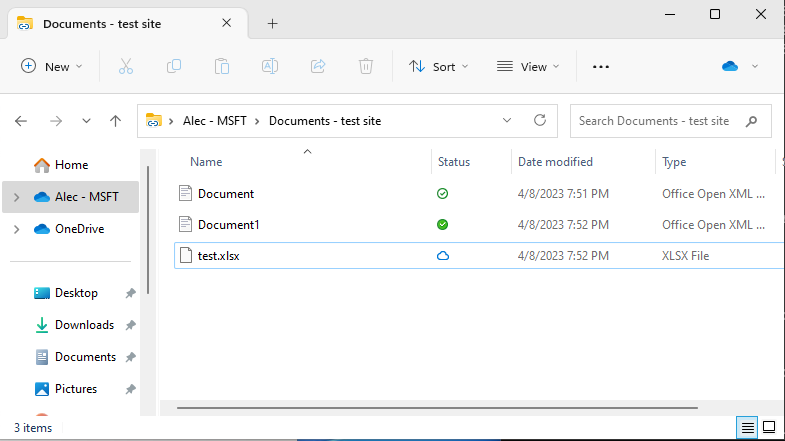 Documents - test site
New
Sort
View
Alec - MSFT
Documents - test site
Search Documents - test site
Home
Alec - MSFT
OneDrive
Desktop
Downloads
Documents
Pictures
Name Status Date modified Type
Document 4/8/2023 7:51 PM Office Open XML ...
Document1 4/8/2023 7:52 PM Office Open XML ...
test.xlsx 4/8/2023 7:52 PM XLSX File
3 items